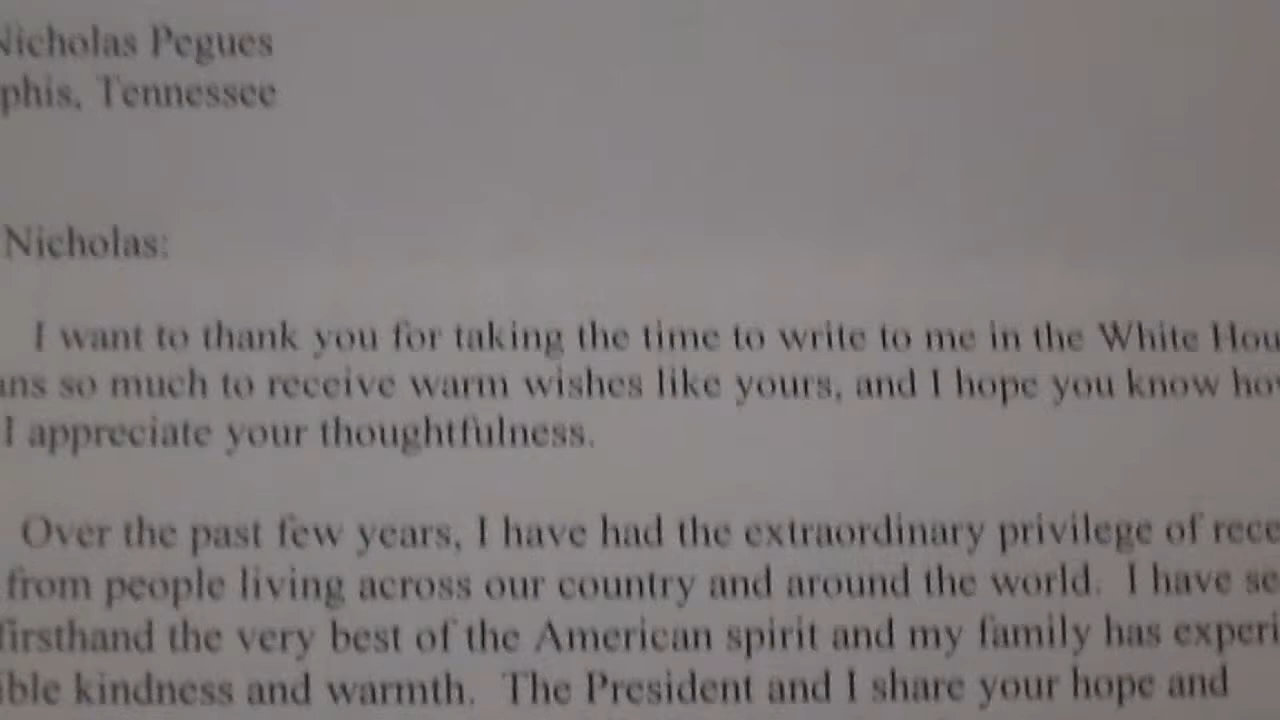 Nicholas Pegues
phis, Tennessee
Nicholas:
I want to thank you for taking the time to write to me in the White Hou
ans so much to receive warm wishes like yours, and I hope you know how
I appreciate your thoughtfulness.
Over the past few years, I have had the extraordinary privilege of rece
from people living across our country and around the world. I have se
firsthand the very best of the American spirit and my family has experi
ible kindness and warmth. The President and I share your hope and